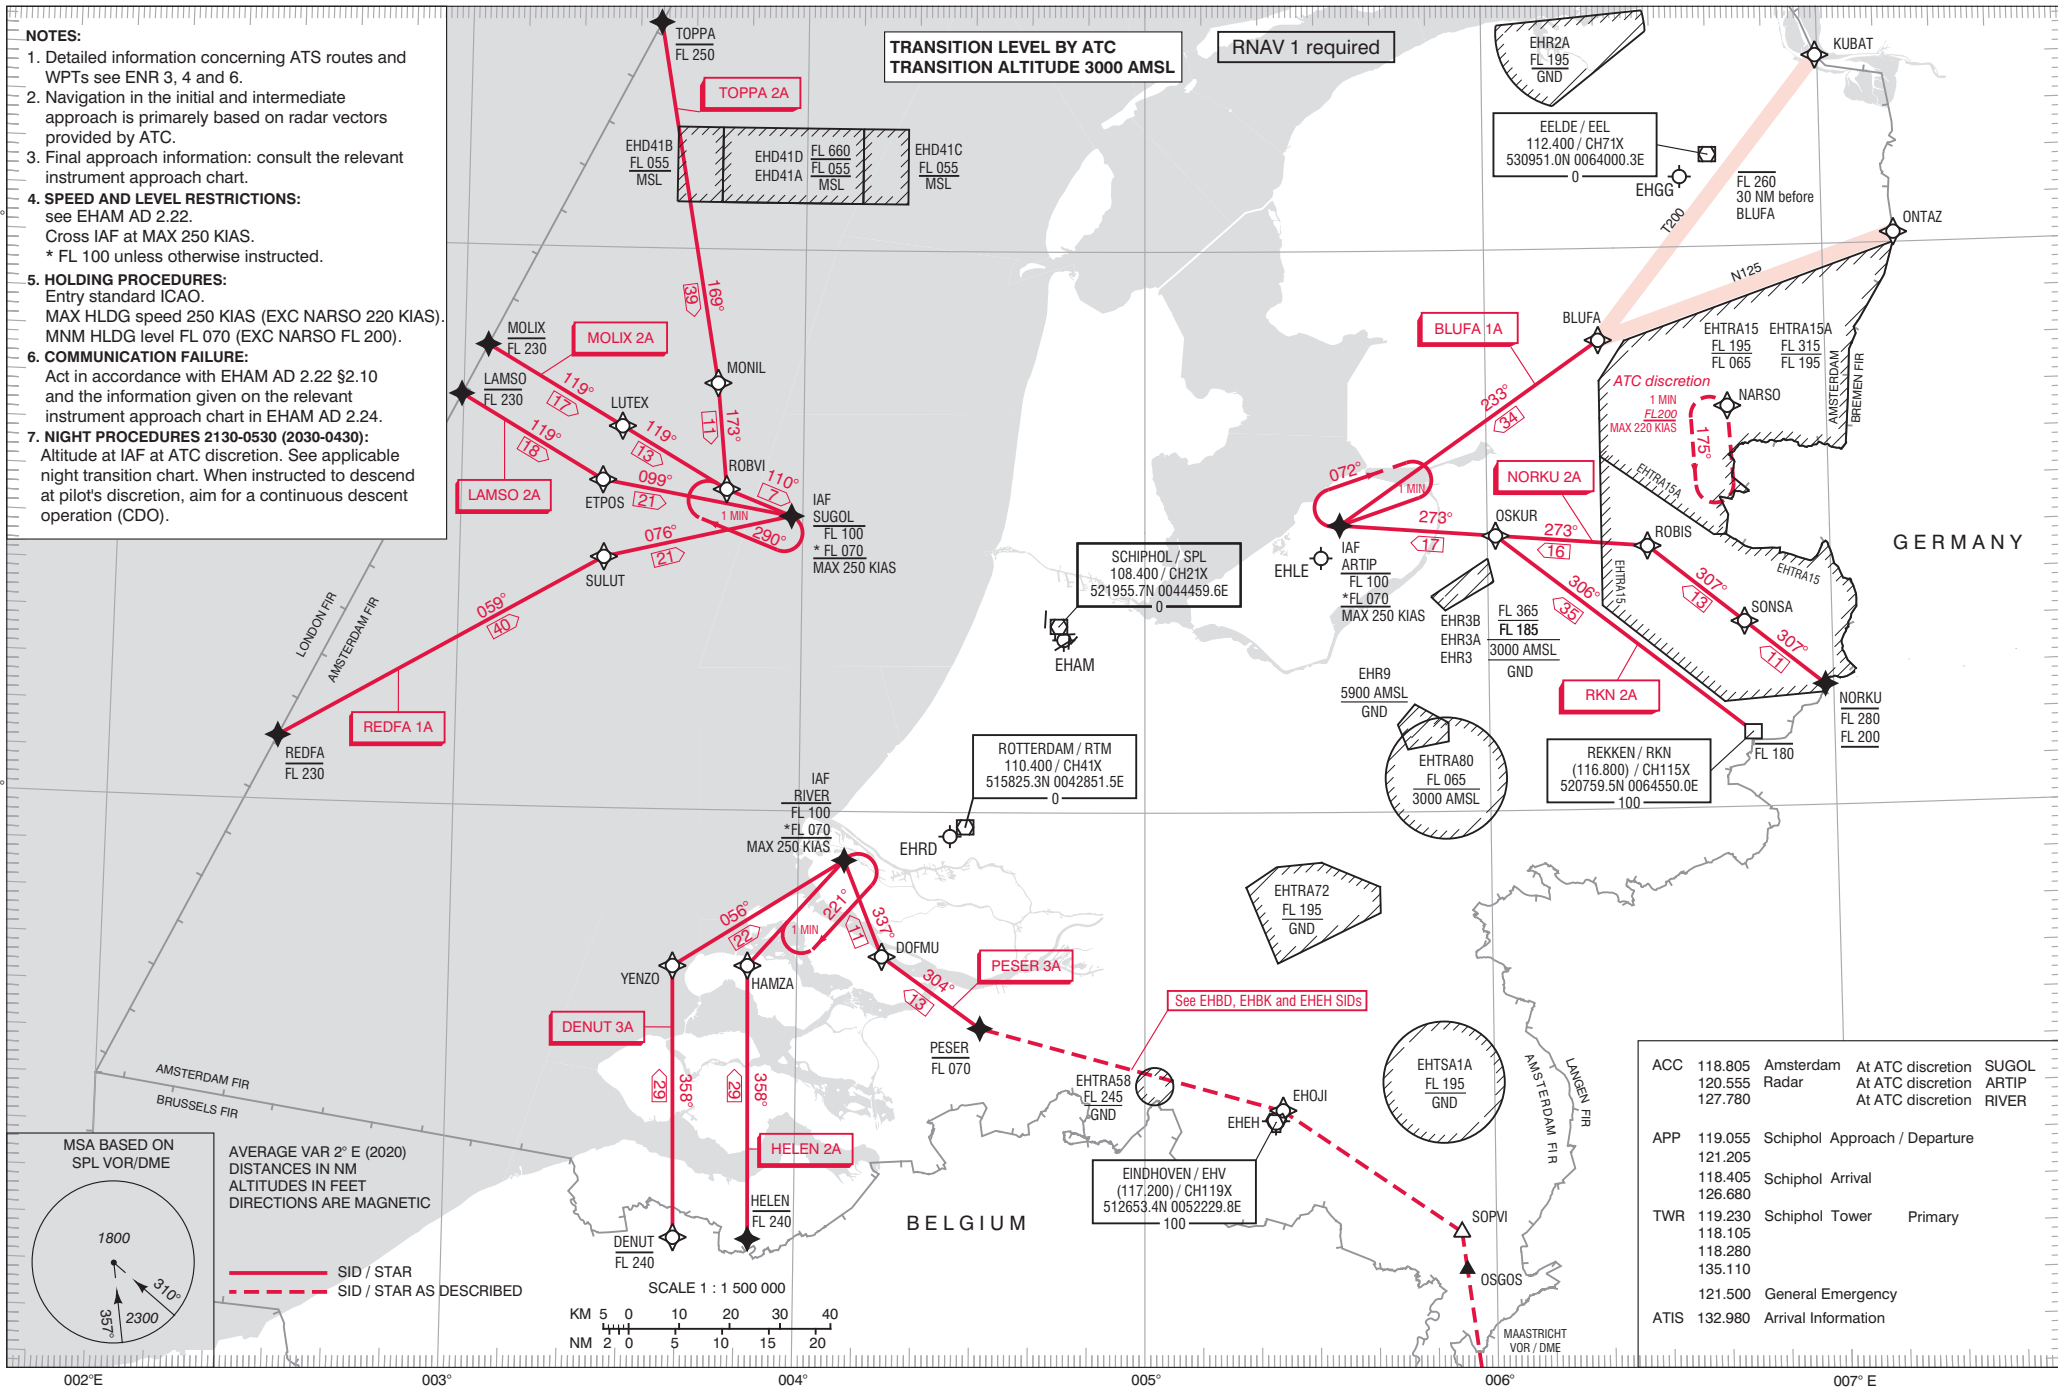 NOTES:
1. Detailed information concerning ATS routes and
WPTs see ENR 3, 4 and 6.
2. Navigation in the initial and intermediate
approach is primarely based on radar vectors
provided by ATC.
3. Final approach information: consult the relevant
instrument approach chart.
4. SPEED AND LEVEL RESTRICTIONS:
see EHAM AD 2.22.
Cross IAF at MAX 250 KIAS.
* FL 100 unless otherwise instructed.
5. HOLDING PROCEDURES:
Entry standard ICAO.
MAX HLDG speed 250 KIAS (EXC NARSO 220 KIAS).
MNM HLDG level FL 070 (EXC NARSO FL 200).
6. COMMUNICATION FAILURE:
Act in accordance with EHAM AD 2.22 §2.10
and the information given on the relevant
instrument approach chart in EHAM AD 2.24.
7. NIGHT PROCEDURES 2130-0530 (2030-0430):
Altitude at IAF at ATC discretion. See applicable
night transition chart. When instructed to descend
at pilot's discretion, aim for a continuous descent
operation (CDO).
TRANSITION LEVEL BY ATC
TRANSITION ALTITUDE 3000 AMSL
RNAV 1 required
TOPPA
FL 250
TOPPA 2A
EHD41B
FL 055
MSL
EHD41D
EHD41A
FL 660
FL 055
MSL
EHD41C
FL 055
MSL
169°
39
MONIL
173°
11
MOLIX
FL 230
MOLIX 2A
119°
17
LUTEX
119°
13
LAMSO
FL 230
LAMSO 2A
119°
18
ETPOS
099°
21
ROBVI
110°
7
1 MIN
290°
IAF
SUGOL
FL 100
* FL 070
MAX 250 KIAS
076°
21
SULUT
059°
40
REDFA 1A
REDFA
FL 230
LONDON FIR
AMSTERDAM FIR
EHR2A
FL 195
GND
KUBAT
EELDE / EEL
112.400 / CH71X
530951.0N 0064000.3E
0
EHGG
FL 260
30 NM before
BLUFA
T200
ONTAZ
N125
BLUFA
BLUFA 1A
233°
34
072°
1 MIN
EHTRA15
FL 195
FL 065
EHTRA15A
FL 315
FL 195
AMSTERDAM
BREMEN FIR
ATC discretion
1 MIN
FL200
MAX 220 KIAS
NARSO
175°
EHTRA15A
EHTRA15
EHTRA15
NORKU 2A
OSKUR
273°
17
273°
16
ROBIS
307°
13
SONSA
307°
11
NORKU
FL 280
FL 200
306°
35
RKN 2A
FL 180
REKKEN / RKN
(116.800) / CH115X
520759.5N 0064550.0E
100
GERMANY
EHLE
IAF
ARTIP
FL 100
*FL 070
MAX 250 KIAS
EHR3B
EHR3A
EHR3
FL 365
FL 185
3000 AMSL
GND
SCHIPHOL / SPL
108.400 / CH21X
521955.7N 0044459.6E
0
EHAM
EHR9
5900 AMSL
GND
EHTRA80
FL 065
3000 AMSL
ROTTERDAM / RTM
110.400 / CH41X
515825.3N 0042851.5E
0
EHRD
IAF
RIVER
FL 100
*FL 070
MAX 250 KIAS
056°
22
221°
1 MIN
337°
11
YENZO
HAMZA
DOFMU
304°
13
PESER 3A
PESER
FL 070
See EHBD, EHBK and EHEH SIDs
DENUT 3A
29
358°
29
358°
HELEN 2A
DENUT
FL 240
HELEN
FL 240
EHTRA72
FL 195
GND
EHTRA58
FL 245
GND
EHOJI
EHEH
EINDHOVEN / EHV
(117.200) / CH119X
512653.4N 0052229.8E
100
EHTSA1A
FL 195
GND
AMSTERDAM FIR
LANGEN FIR
SOPVI
OSGOS
MAASTRICHT
VOR / DME
BELGIUM
AMSTERDAM FIR
BRUSSELS FIR
MSA BASED ON
SPL VOR/DME
1800
310°
2300
357°
AVERAGE VAR 2° E (2020)
DISTANCES IN NM
ALTITUDES IN FEET
DIRECTIONS ARE MAGNETIC
SID / STAR
SID / STAR AS DESCRIBED
SCALE 1 : 1 500 000
KM 5 0 10 20 30 40
NM 2 0 5 10 15 20
ACC 118.805 Amsterdam At ATC discretion SUGOL
120.555 Radar At ATC discretion ARTIP
127.780 At ATC discretion RIVER
APP 119.055 Schiphol Approach / Departure
121.205
118.405 Schiphol Arrival
126.680
TWR 119.230 Schiphol Tower Primary
118.105
118.280
135.110
121.500 General Emergency
ATIS 132.980 Arrival Information
002°E 003° 004° 005° 006° 007° E